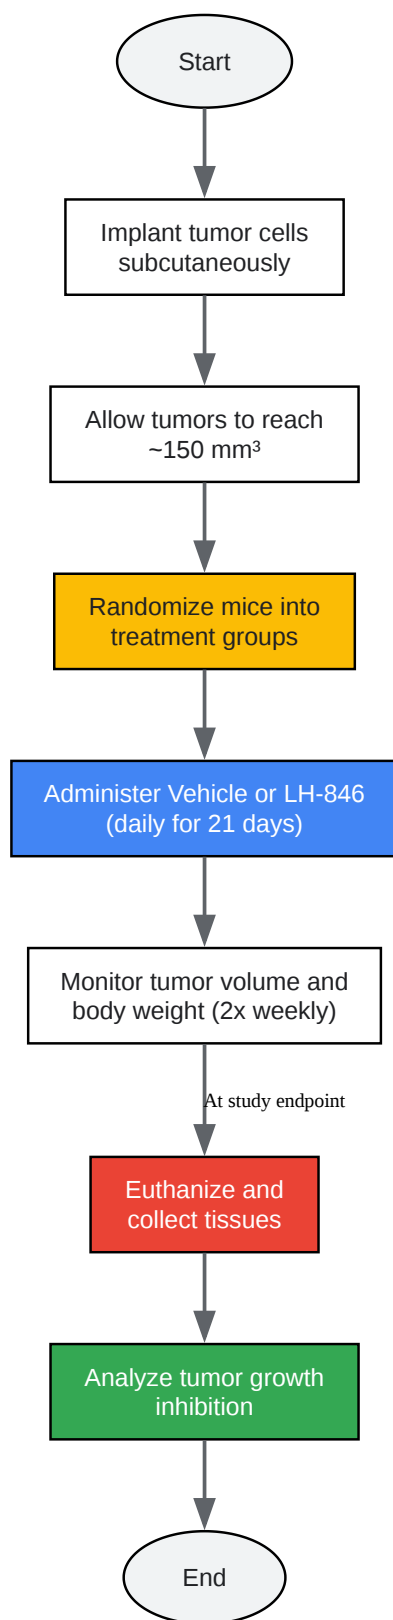 Start
Implant tumor cells
subcutaneously
Allow tumors to reach
~150 mm³
Randomize mice into
treatment groups
Administer Vehicle or LH-846
(daily for 21 days)
Monitor tumor volume and
body weight (2x weekly)
At study endpoint
Euthanize and
collect tissues
Analyze tumor growth
inhibition
End